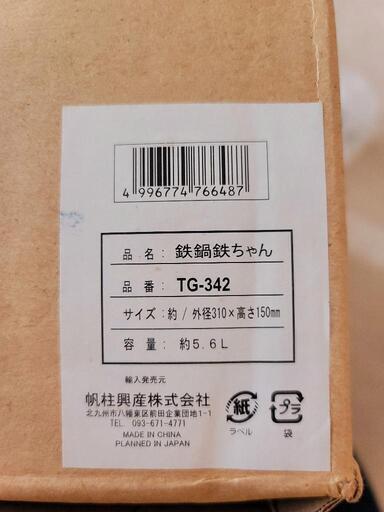 4 996774 766487
品 名: 鉄鍋鉄ちゃん
品 番: TG-342
サイズ: 約 / 外径310×高さ150mm
容 量: 約5.6L
輸入発売元
帆柱興産株式会社
北九州市八幡東区前田企業団地1-1
TEL 093-671-4771
MADE IN CHINA
PLANNED IN JAPAN
紙
ラベル
プラ
袋